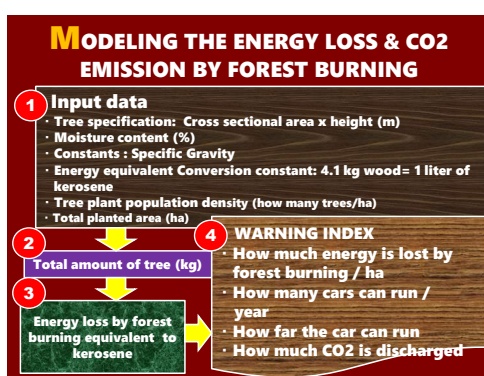 MODELING THE ENERGY LOSS & CO2
EMISSION BY FOREST BURNING
1
Input data
· Tree specification: Cross sectional area x height (m)
· Moisture content (%)
· Constants : Specific Gravity
· Energy equivalent Conversion constant: 4.1 kg wood= 1 liter of
kerosene
· Tree plant population density (how many trees/ha)
· Total planted area (ha)
2
Total amount of tree (kg)
3
Energy loss by forest
burning equivalent to
kerosene
4
WARNING INDEX
· How much energy is lost by
forest burning / ha
· How many cars can run /
year
· How far the car can run
· How much CO2 is discharged